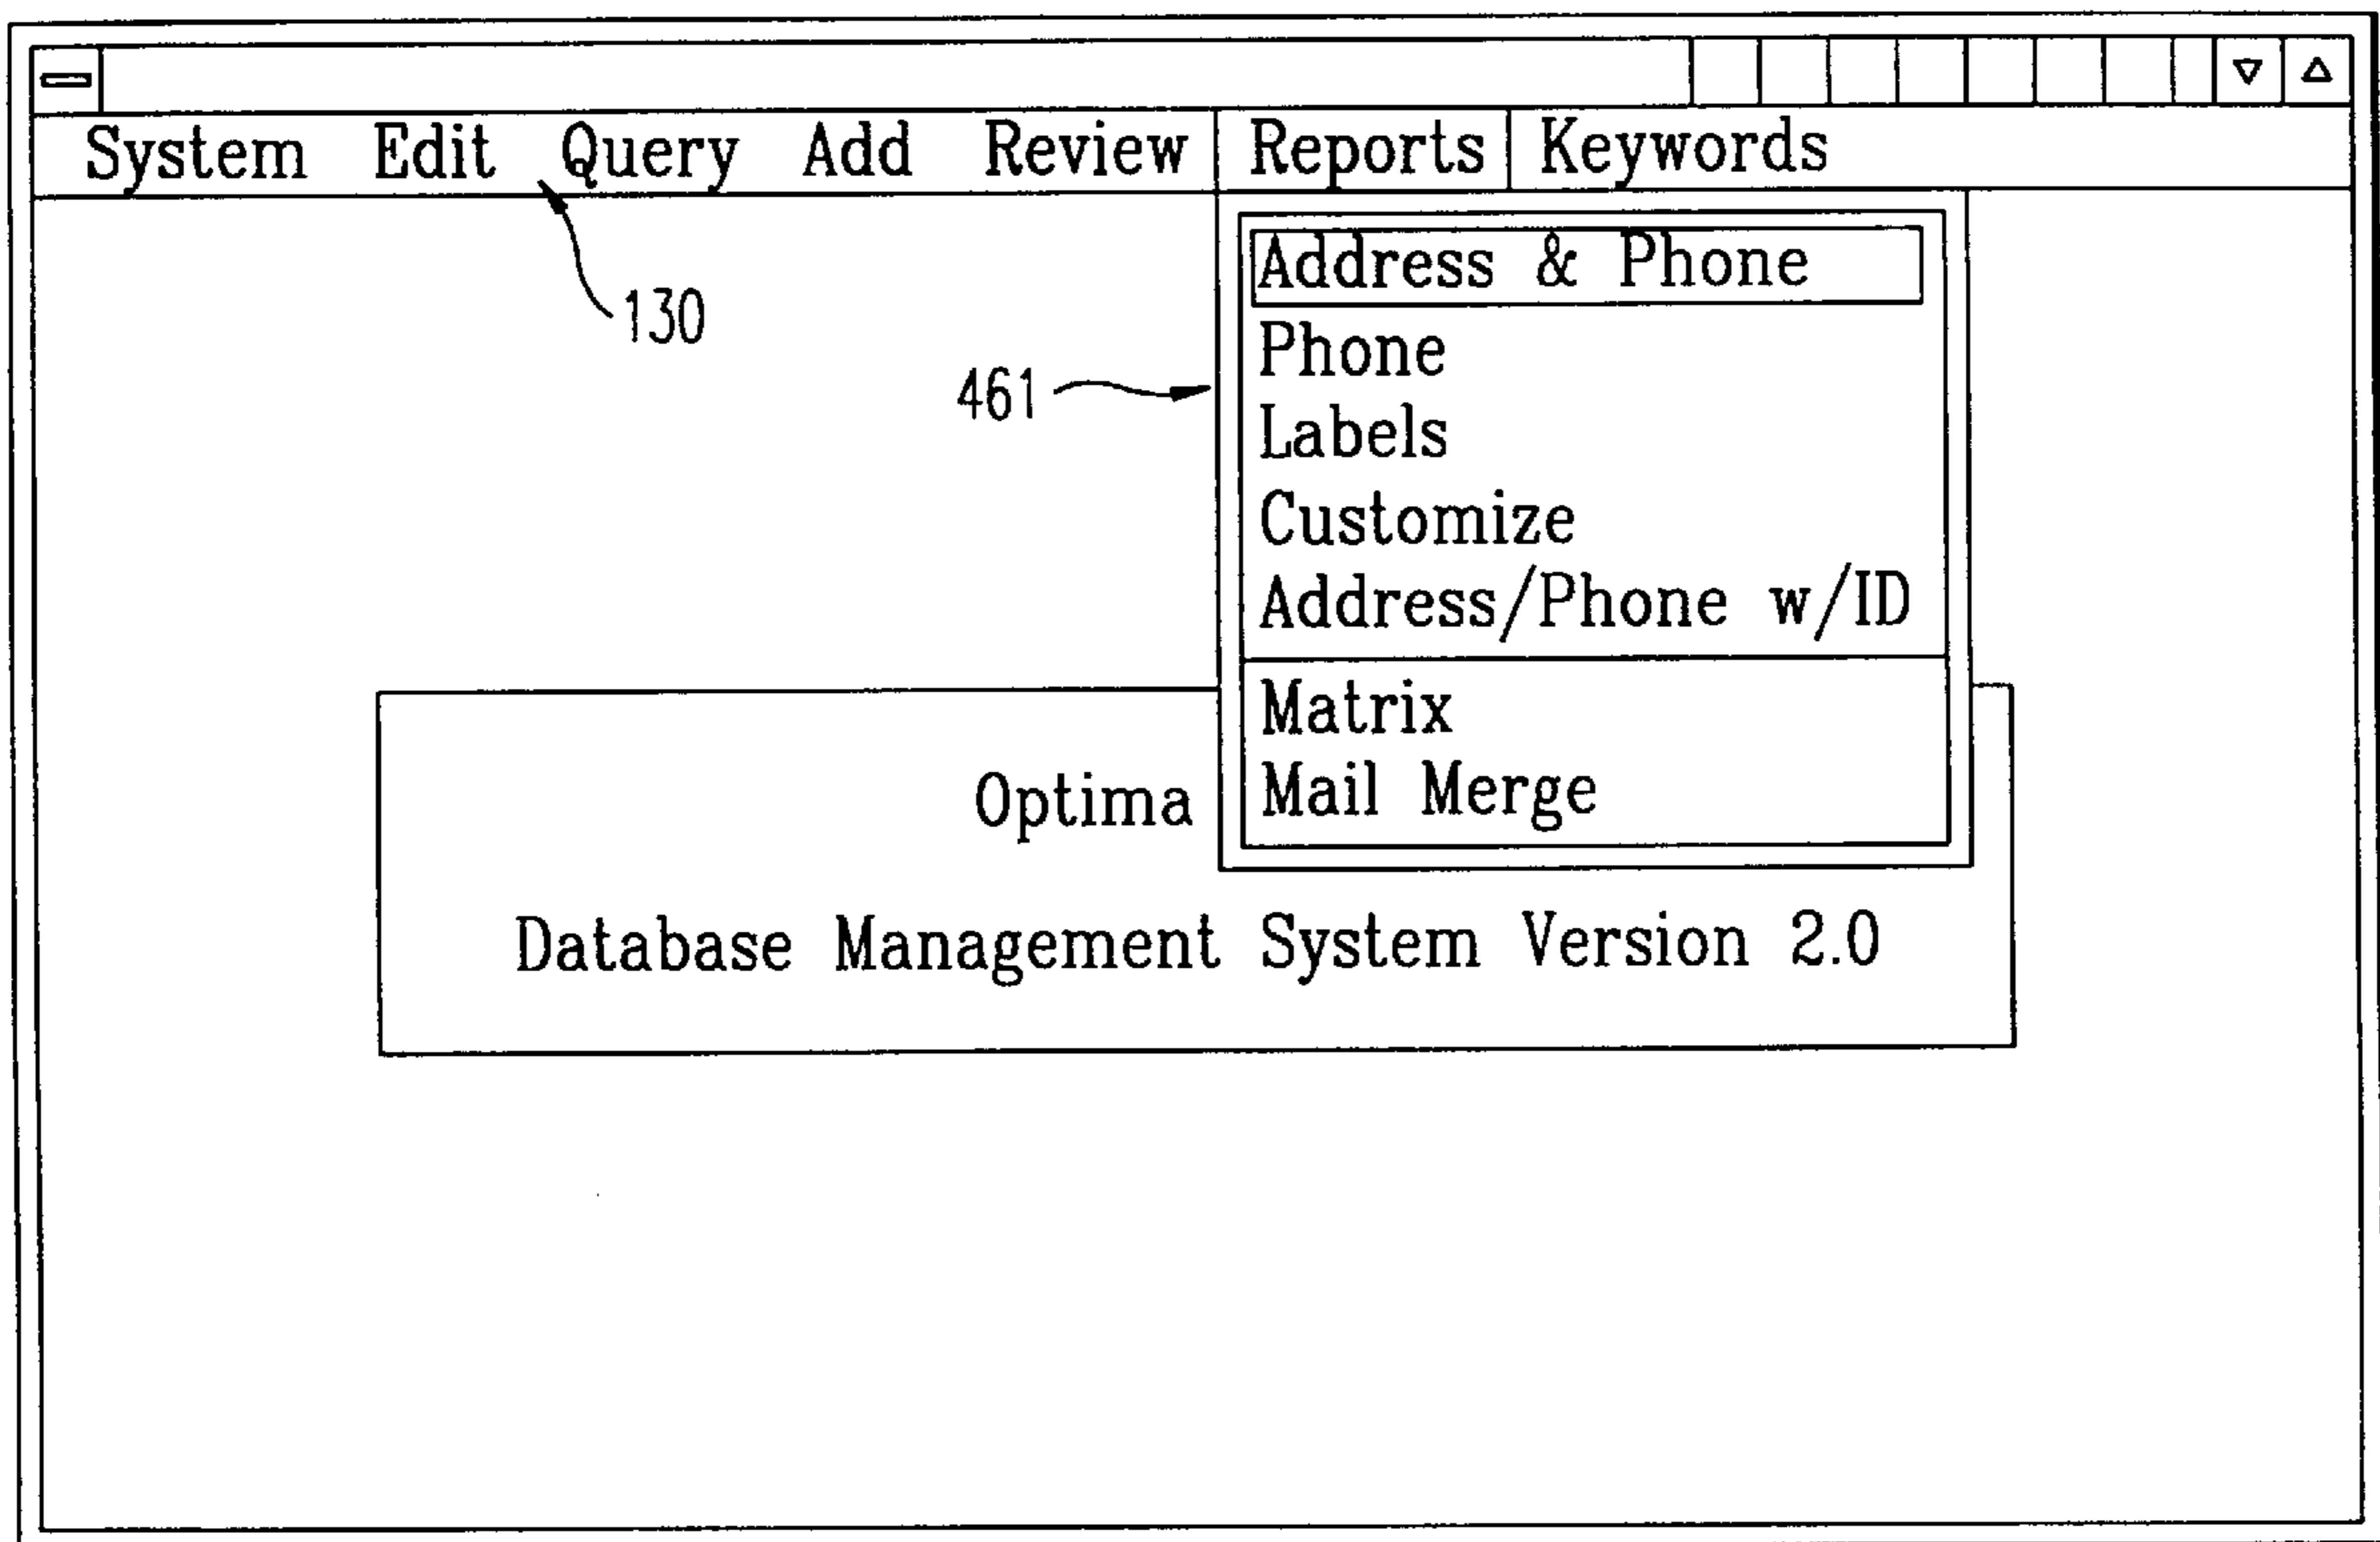 System Edit Query Add Review Reports Keywords
130
461
Address & Phone
Phone
Labels
Customize
Address/Phone w/ID
Matrix
Mail Merge
Optima
Database Management System Version 2.0